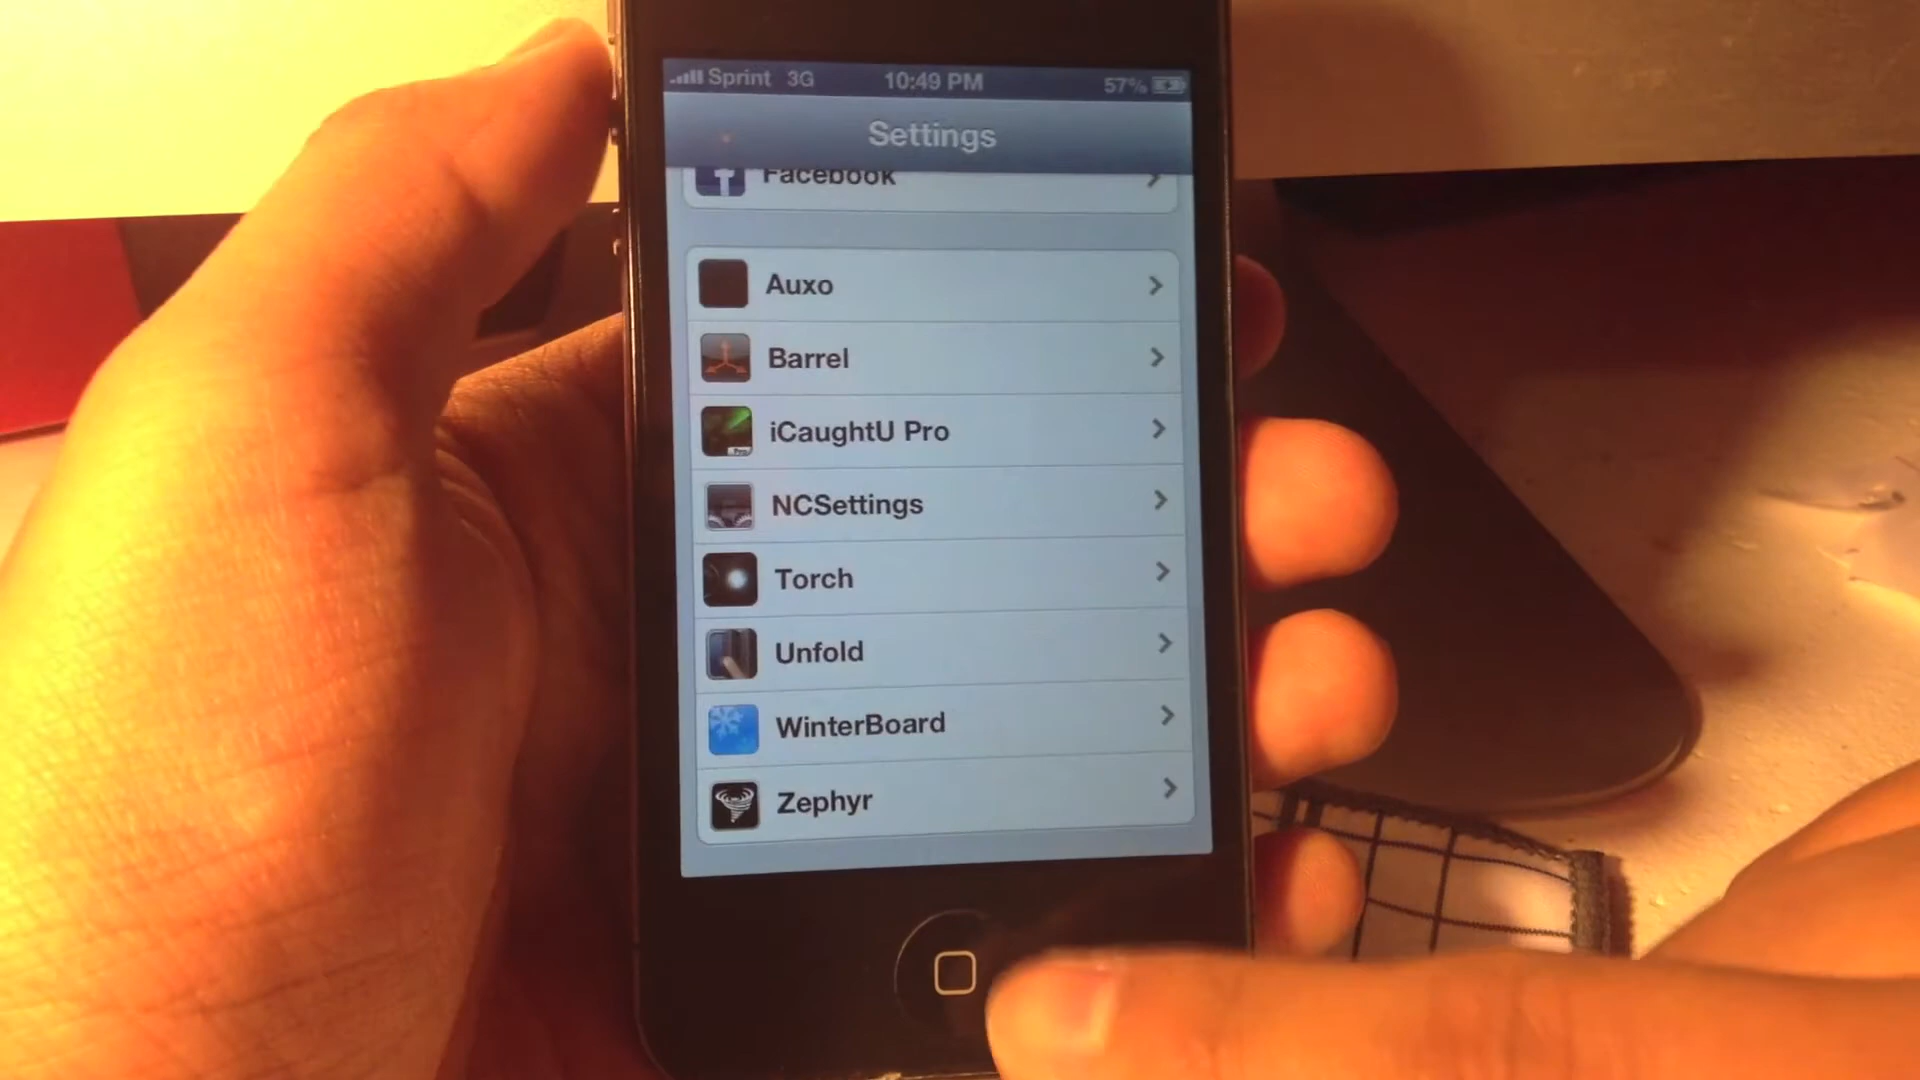 Sprint 3G 10:49 PM 57%
Settings
Facebook
Auxo
Barrel
iCaughtU Pro
NCSettings
Torch
Unfold
WinterBoard
Zephyr